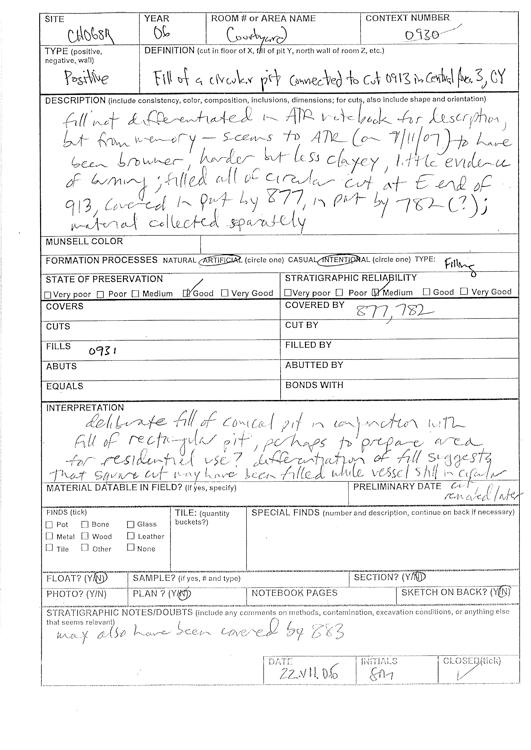 SITE YEAR ROOM # or AREA NAME CONTEXT NUMBER
CH06SR 06 Courtyard 0930
TYPE (positive, negative, wall) DEFINITION (cut in floor of X, fill of pit Y, north wall of room Z, etc.)
Positive Fill of a circular pit connected to cut 0913 in Central Area 3, CY
DESCRIPTION (include consistency, color, composition, inclusions, dimensions; for cuts, also include shape and orientation)
fill not differentiated in ATR notebook for description,
but from memory – seems to ATR (on 7/11/07) to have
been browner, harder but less clayey, little evidence
of burning; filled all of circular cut at E end of
913, covered in part by 877, in part by 782 (?);
material collected separately
MUNSELL COLOR
FORMATION PROCESSES NATURAL ARTIFICIAL (circle one) CASUAL INTENTIONAL (circle one) TYPE: Filling
STATE OF PRESERVATION STRATIGRAPHIC RELIABILITY
Very poor Poor Medium Good Very Good Very poor Poor Medium Good Very Good
COVERS COVERED BY 877, 782
CUTS CUT BY
FILLS 0931 FILLED BY
ABUTS ABUTTED BY
EQUALS BONDS WITH
INTERPRETATION
deliberate fill of conical pit in conjunction with
fill of rectangular pit, perhaps to prepare area
for residential use? differentiation of fill suggests
that square cut may have been filled while vessel still in circular
cut
MATERIAL DATABLE IN FIELD? (if yes, specify) PRELIMINARY DATE
removed later
FINDS (tick) TILE: (quantity buckets?) SPECIAL FINDS (number and description, continue on back if necessary)
Pot Bone Glass
Metal Wood Leather
Tile Other None
FLOAT? (Y/N) SAMPLE? (if yes, # and type) SECTION? (Y/N)
PHOTO? (Y/N) PLAN ? (Y/N) NOTEBOOK PAGES SKETCH ON BACK? (Y/N)
STRATIGRAPHIC NOTES/DOUBTS (include any comments on methods, contamination, excavation conditions, or anything else
that seems relevant)
may also have been covered by 883
DATE INITIALS CLOSED(tick)
22.VII.06